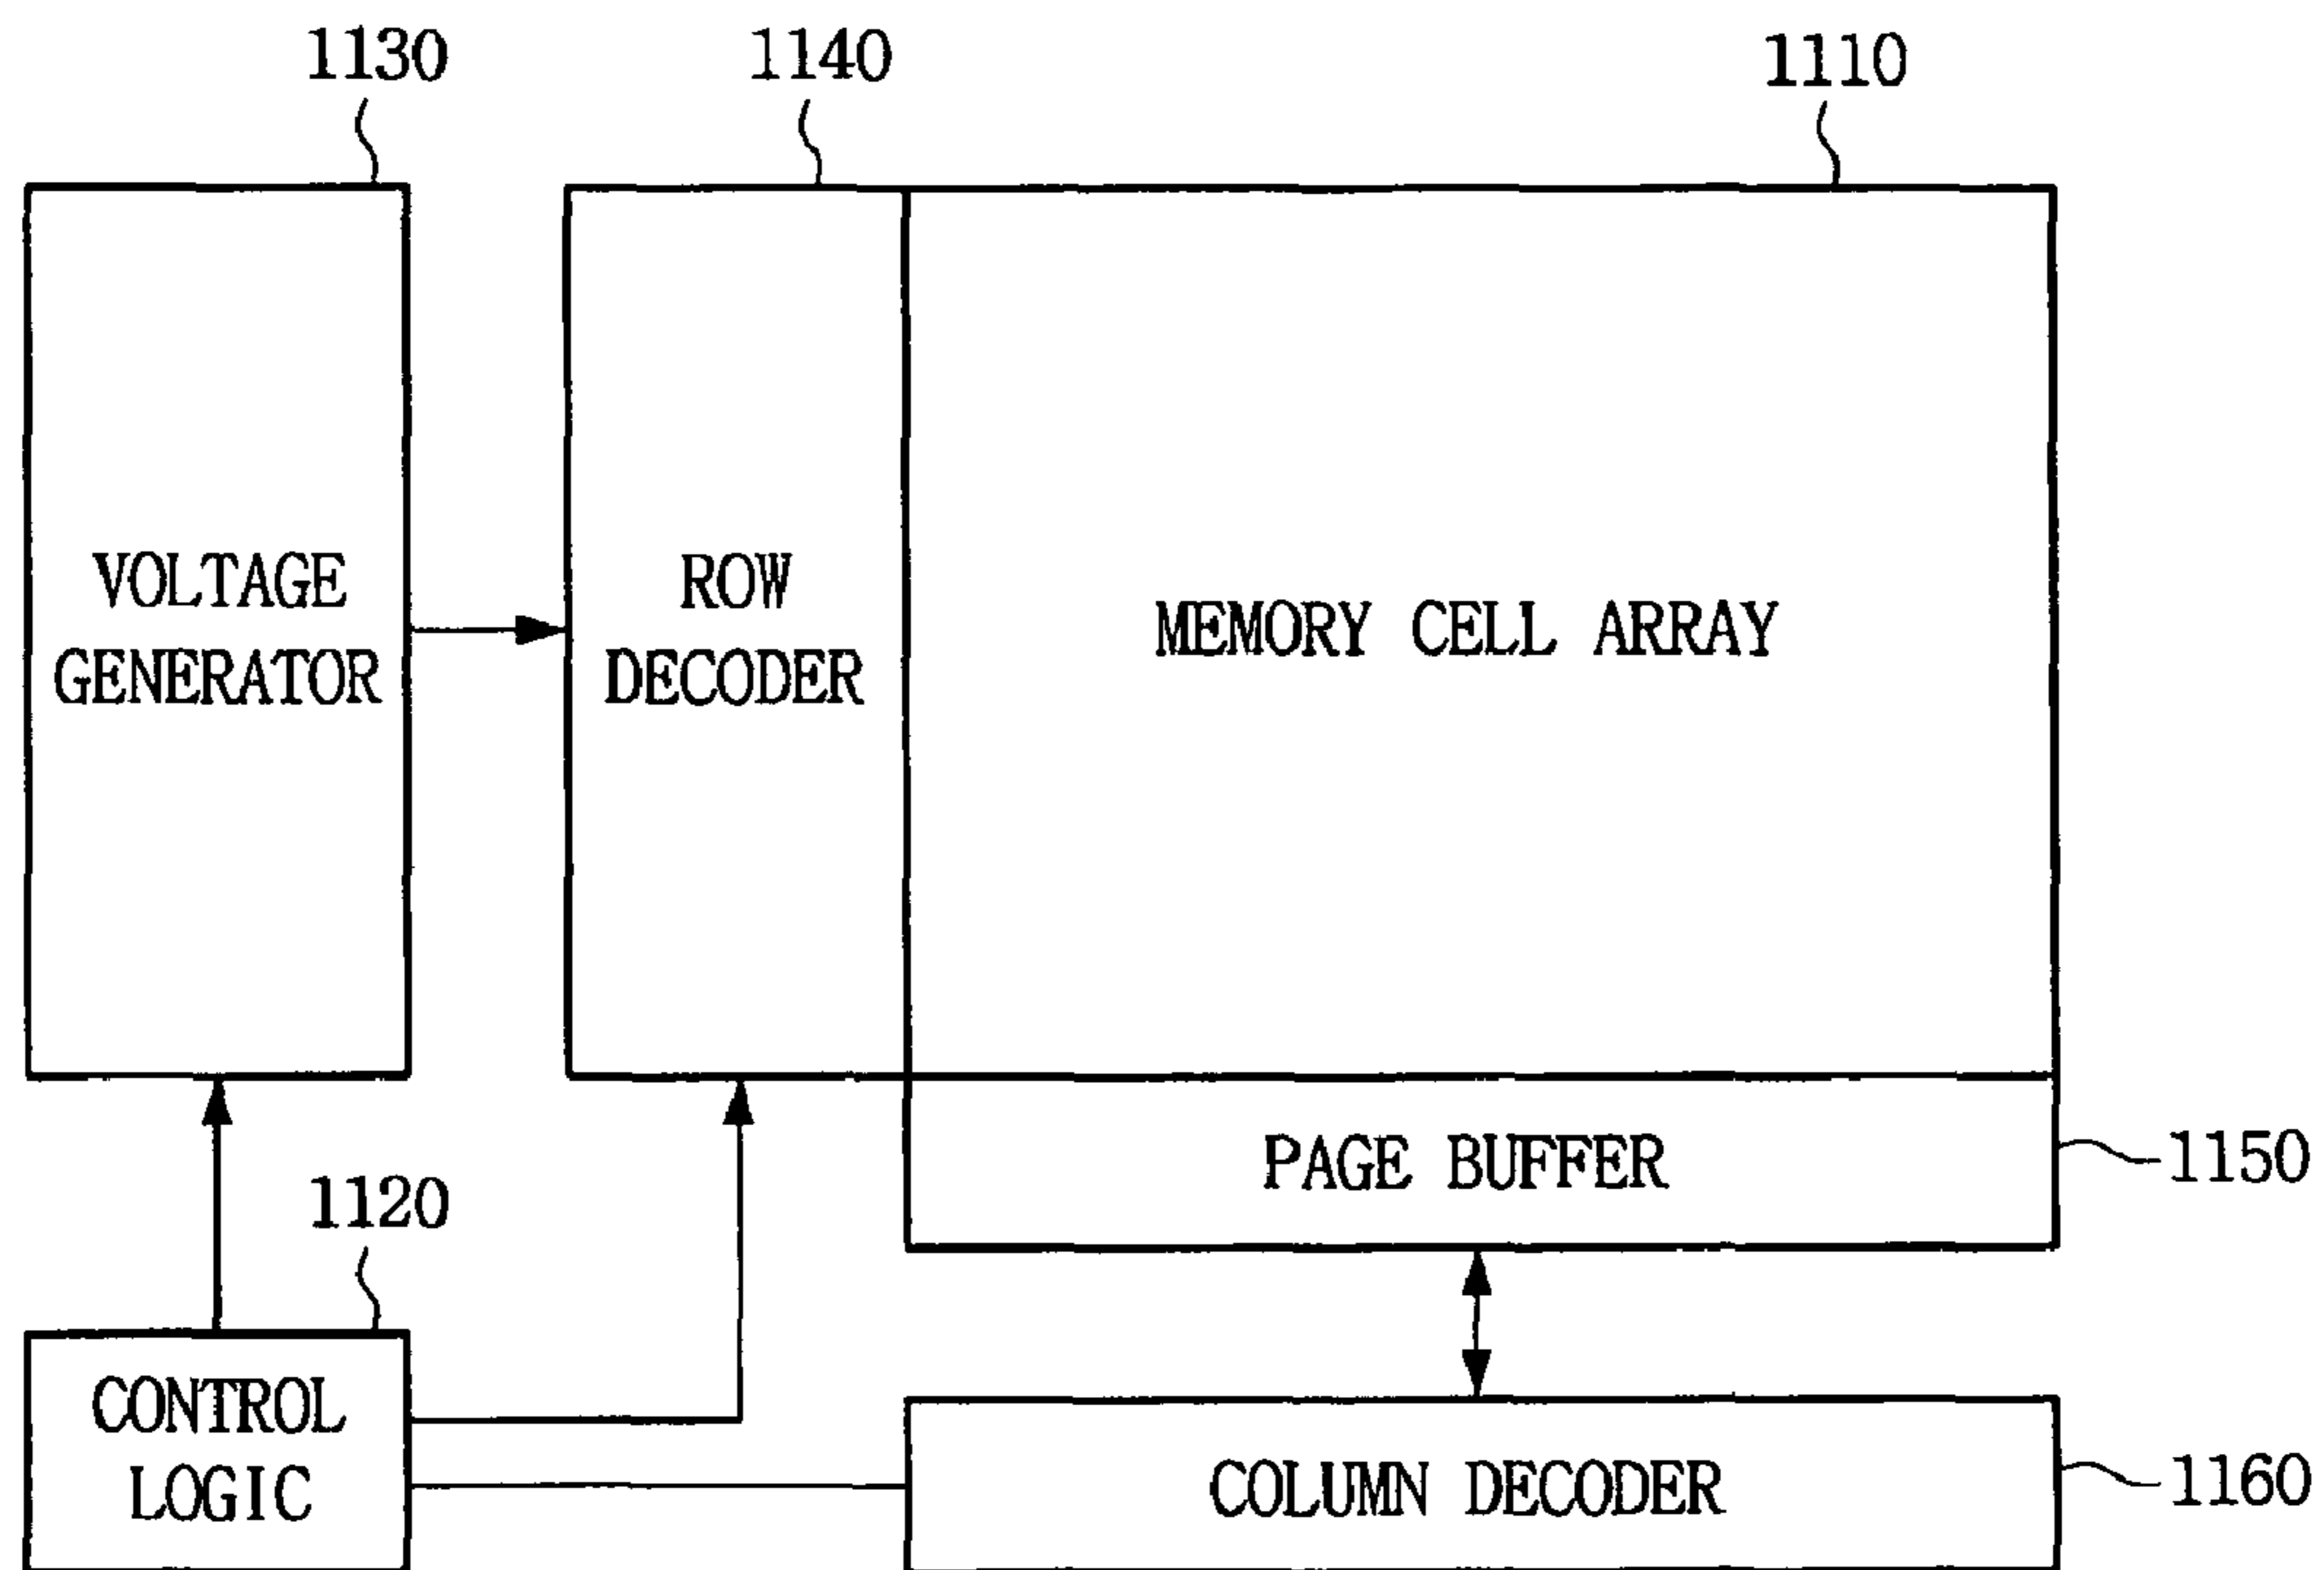 1130
1140
1110
VOLTAGE
GENERATOR
ROW
DECODER
MEMORY CELL ARRAY
PAGE BUFFER
1150
1120
CONTROL
LOGIC
COLUMN DECODER
1160